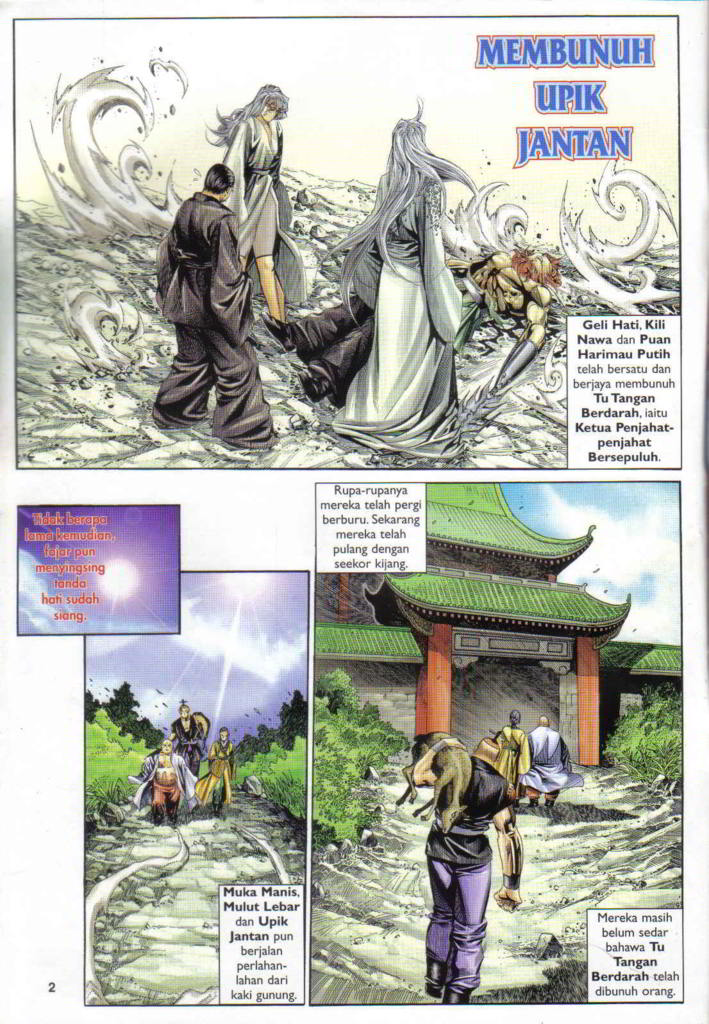 MEMBUNUH
UPIK
JANTAN
Geli Hati, Kili
Nawa dan Puan
Harimau Putih
telah bersatu dan
berjaya membunuh
Tu Tangan
Berdarah, iaitu
Ketua Penjahat-
penjahat
Bersepuluh.
Tidak berapa
lama kemudian,
fajar pun
menyingsing
tanda
hati sudah
siang.
Rupa-rupanya
mereka telah pergi
berburu. Sekarang
mereka telah
pulang dengan
seekor kijang.
Muka Manis,
Mulut Lebar
dan Upik
Jantan pun
berjalan
perlahan-
lahan dari
kaki gunung.
Mereka masih
belum sedar
bahawa Tu
Tangan
Berdarah telah
dibunuh orang.
2